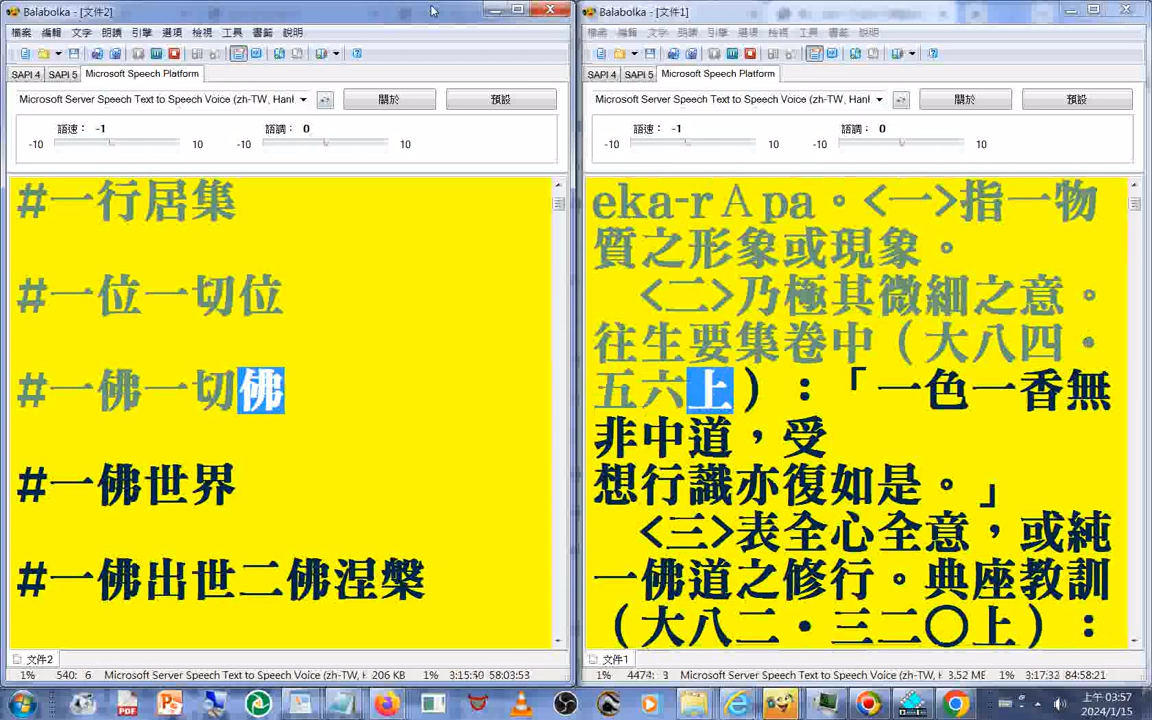 Balabolka - [文件2]
檔案 編輯 文字 朗讀 引擎 選項 檢視 工具 書籤 說明
SAPI 4 SAPI 5 Microsoft Speech Platform
Microsoft Server Speech Text to Speech Voice (zh-TW, Hanl 關於 預設
語速： -1 語調： 0
-10 10 -10 10
#一行居集
#一位一切位
#一佛一切佛
#一佛世界
#一佛出世二佛涅槃
文件2
1% 540: 6 Microsoft Server Speech Text to Speech Voice (zh-TW, 206 KB 1% 3:15:30 58:03:53
Balabolka - [文件1]
檔案 編輯 文字 朗讀 引擎 選項 檢視 工具 書籤 說明
SAPI 4 SAPI 5 Microsoft Speech Platform
Microsoft Server Speech Text to Speech Voice (zh-TW, Hanl 關於 預設
語速： -1 語調： 0
-10 10 -10 10
eka-rＡpa。<一>指一物
質之形象或現象。
<二>乃極其微細之意。
往生要集卷中（大八四．
五六上）：「一色一香無
非中道，受
想行識亦復如是。」
<三>表全心全意，或純
一佛道之修行。典座教訓
（大八二．三二〇上）：
文件1
1% 4474: 3 Microsoft Server Speech Text to Speech Voice (zh-TW, 3.52 ME 1% 3:17:33 84:58:21
上午 03:57
2024/1/15